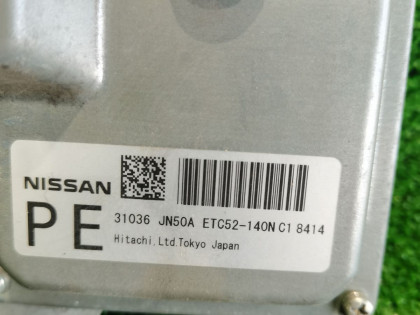 NISSAN
PE 31036 JN50A ETC52-140N C1 8414
Hitachi.Ltd.Tokyo Japan